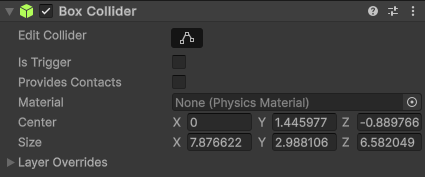 Box Collider
Edit Collider
Is Trigger
Provides Contacts
Material None (Physics Material)
Center X 0 Y 1.445977 Z -0.889766
Size X 7.876622 Y 2.988106 Z 6.582049
Layer Overrides